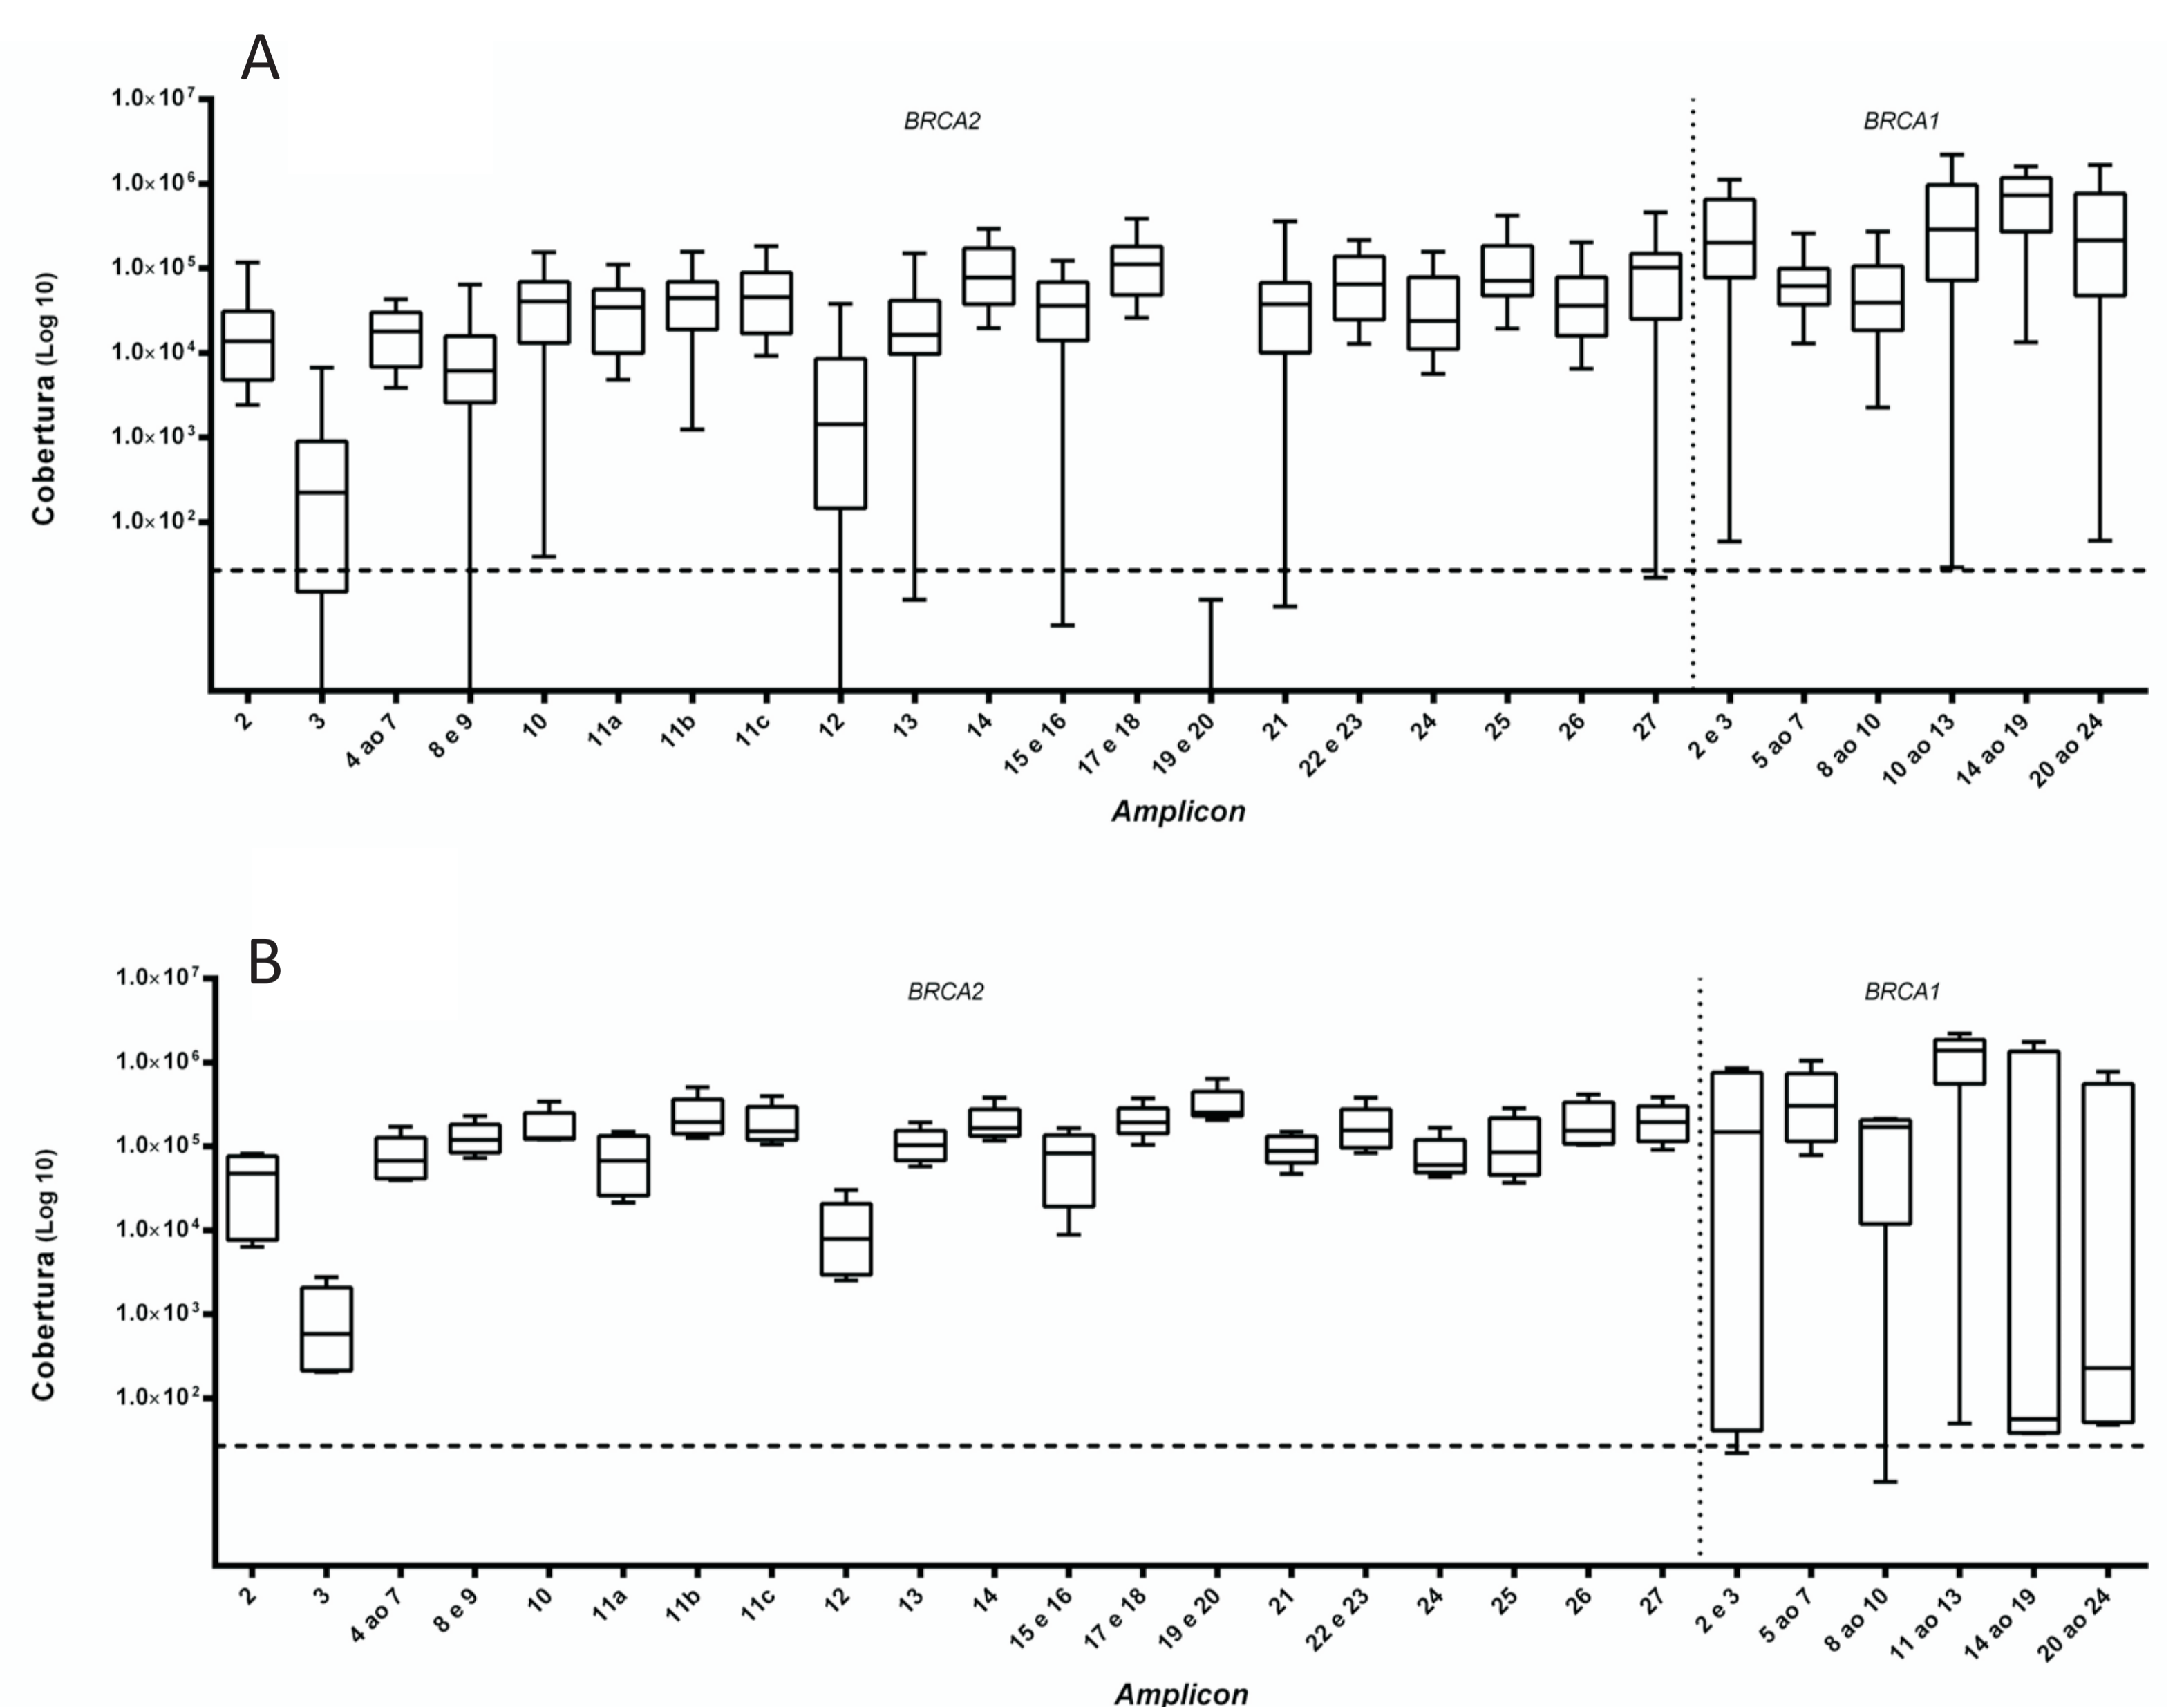 A
1.0×10⁷
BRCA2
BRCA1
1.0×10⁶
1.0×10⁵
1.0×10⁴
1.0×10³
1.0×10²
Cobertura (Log 10)
2 3 4 ao 7 8 e 9 10 11a 11b 11c 12 13 14 15 e 16 17 e 18 19 e 20 21 22 e 23 24 25 26 27 2 e 3 5 ao 7 8 ao 10 10 ao 13 14 ao 19 20 ao 24
Amplicon
B
1.0×10⁷
BRCA2
BRCA1
1.0×10⁶
1.0×10⁵
1.0×10⁴
1.0×10³
1.0×10²
Cobertura (Log 10)
2 3 4 ao 7 8 e 9 10 11a 11b 11c 12 13 14 15 e 16 17 e 18 19 e 20 21 22 e 23 24 25 26 27 2 e 3 5 ao 7 8 ao 10 11 ao 13 14 ao 19 20 ao 24
Amplicon